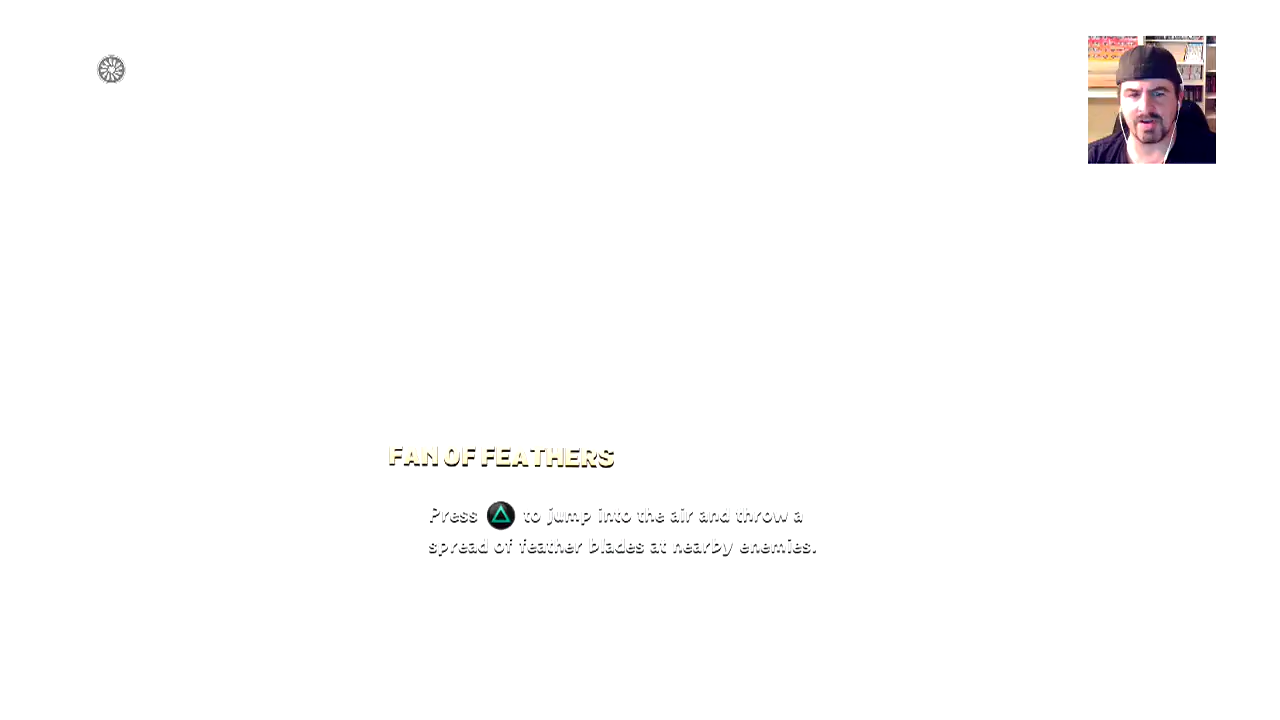 FAN OF FEATHERS
Press to jump into the air and throw a
spread of feather blades at nearby enemies.